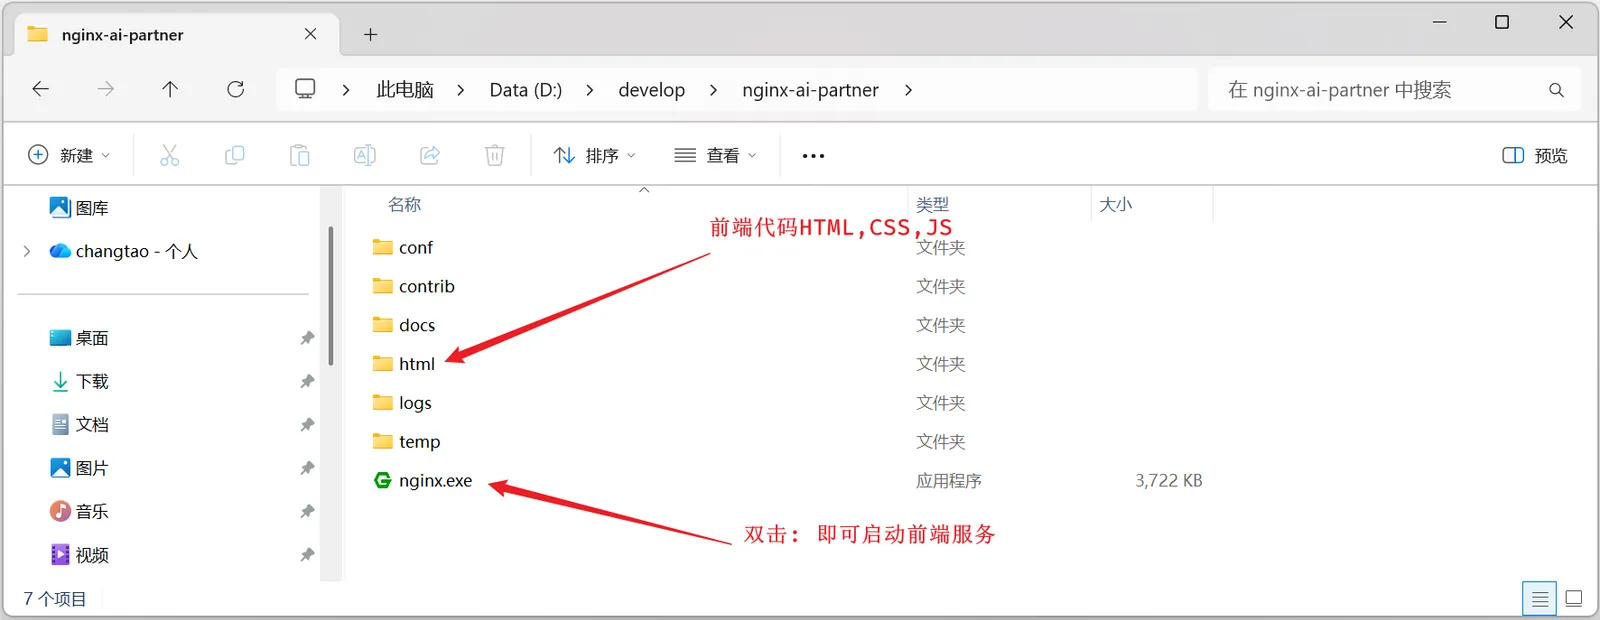 nginx-ai-partner
此电脑 > Data (D:) > develop > nginx-ai-partner >
在 nginx-ai-partner 中搜索
新建
排序
查看
预览
图库
changtao - 个人
桌面
下载
文档
图片
音乐
视频
名称 类型 大小
前端代码HTML,CSS,JS
conf 文件夹
contrib 文件夹
docs 文件夹
html 文件夹
logs 文件夹
temp 文件夹
nginx.exe 应用程序 3,722 KB
双击: 即可启动前端服务
7 个项目